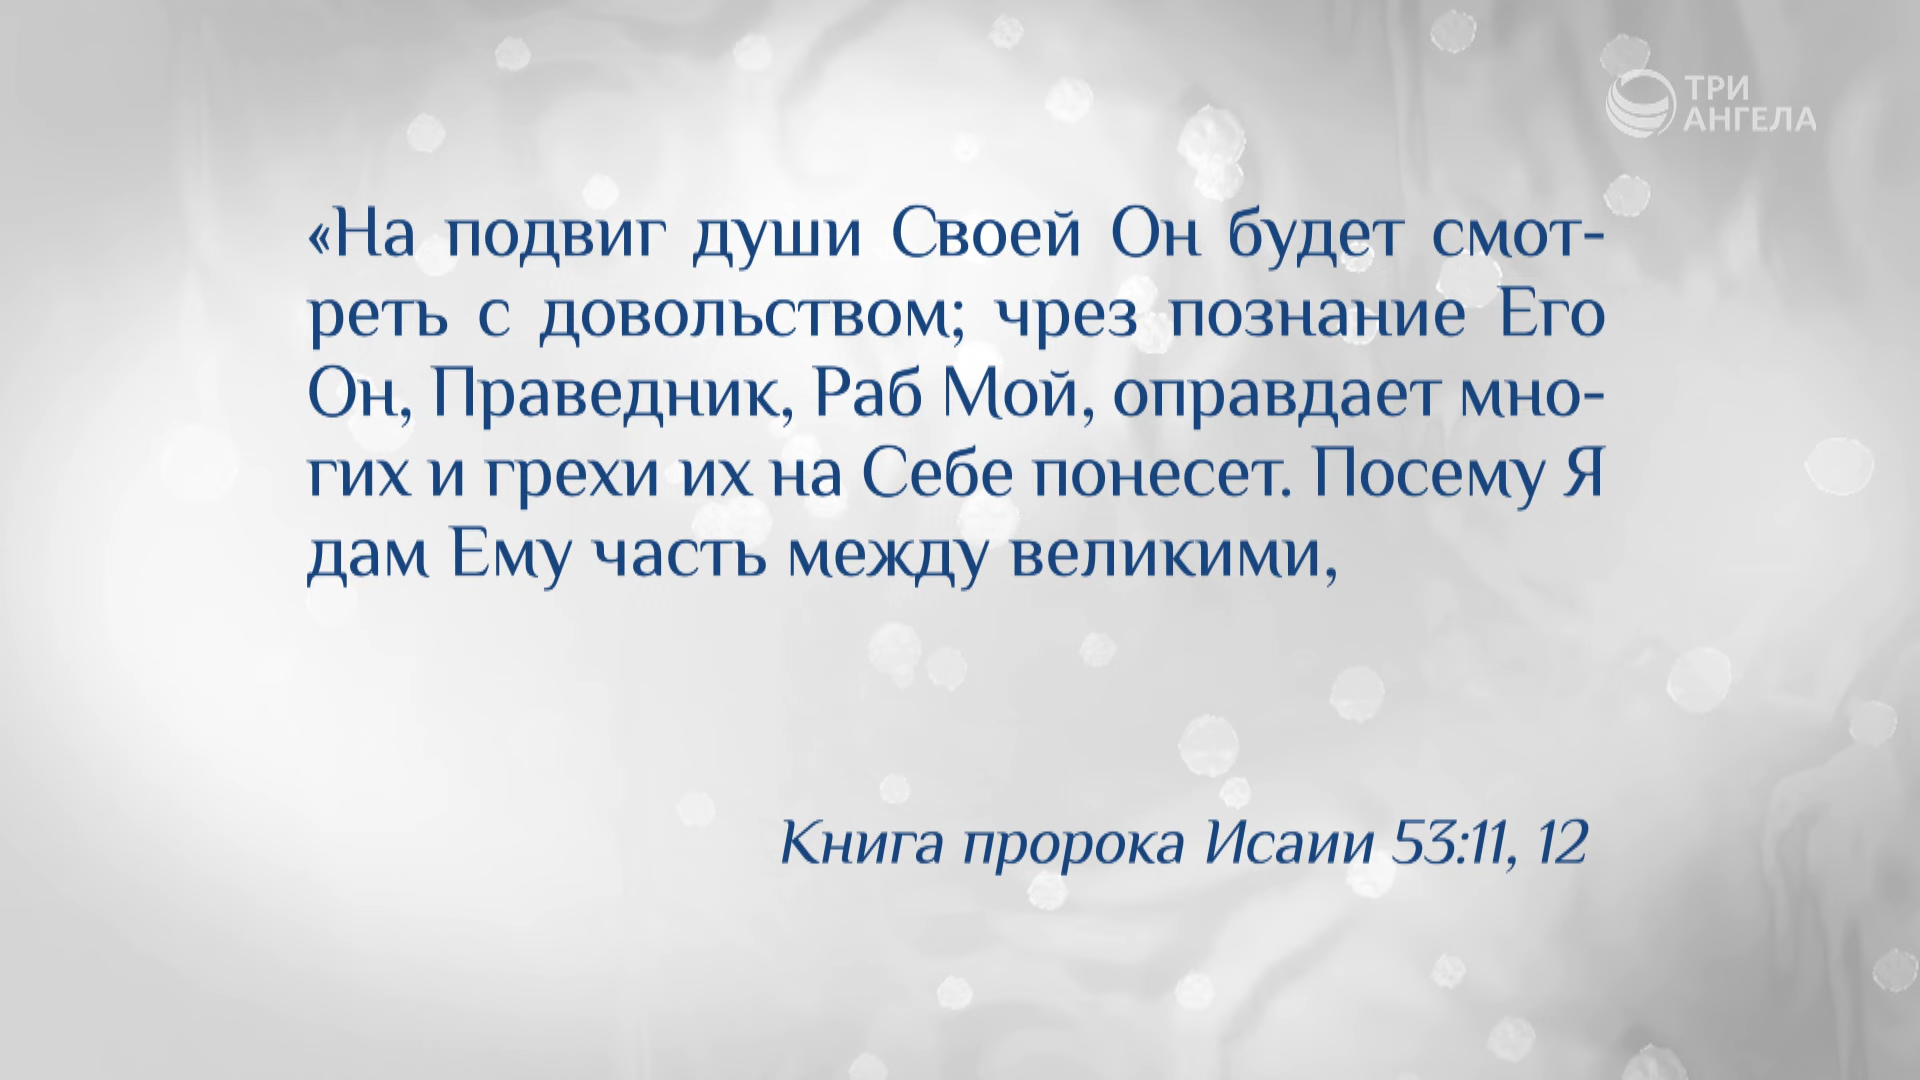 ТРИ
АНГЕЛА
«На подвиг души Своей Он будет смот-
реть с довольством; чрез познание Его
Он, Праведник, Раб Мой, оправдает мно-
гих и грехи их на Себе понесет. Посему Я
дам Ему часть между великими,
Книга пророка Исаии 53:11, 12